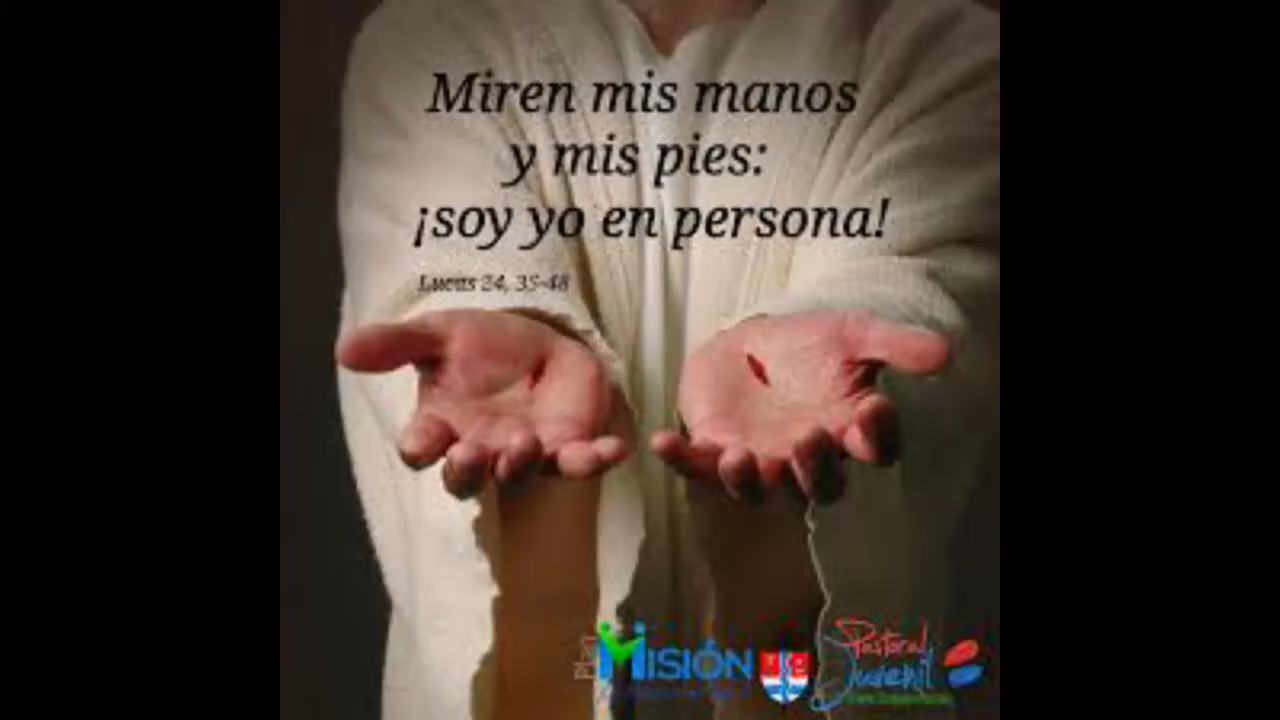 Miren mis manos
y mis pies:
¡soy yo en persona!
Lucas 24, 35-48
MISIÓN
Pastoral
Juvenil